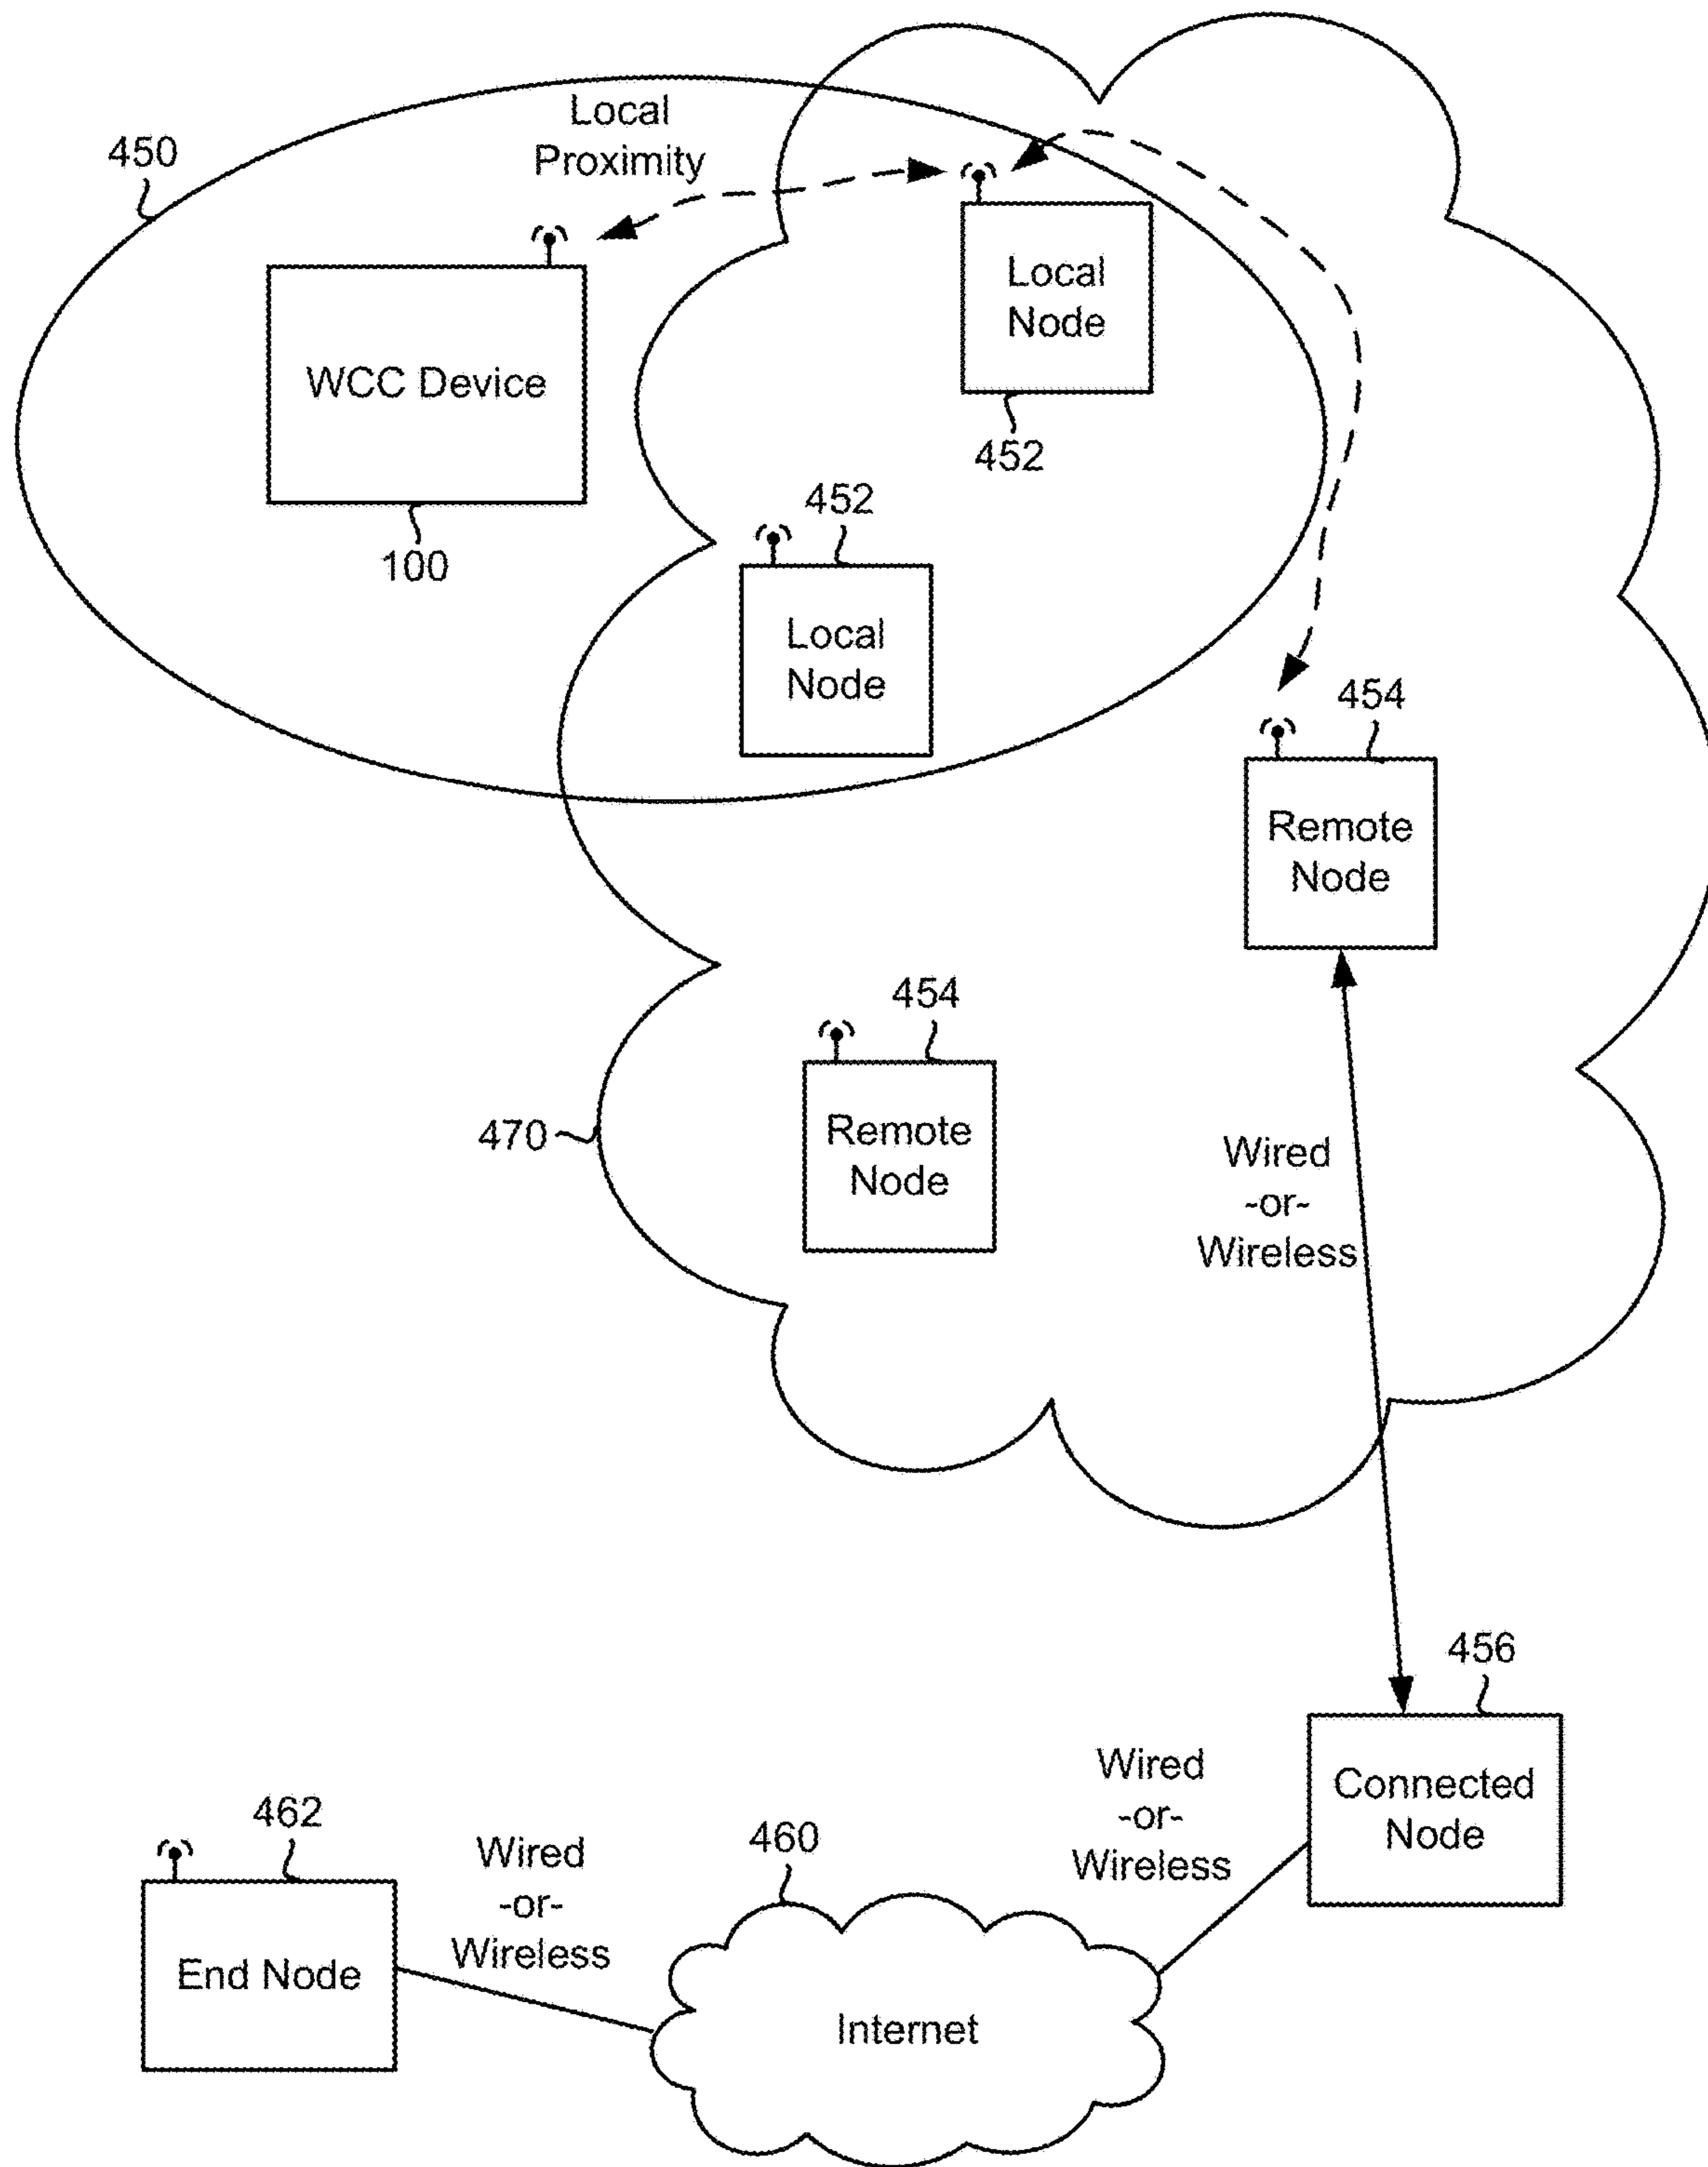 Local
Proximity
450
WCC Device
100
Local
Node
452
452
Local
Node
454
Remote
Node
454
Remote
Node
470
Wired
-or-
Wireless
456
Connected
Node
Wired
-or-
Wireless
460
Internet
Wired
-or-
Wireless
462
End Node